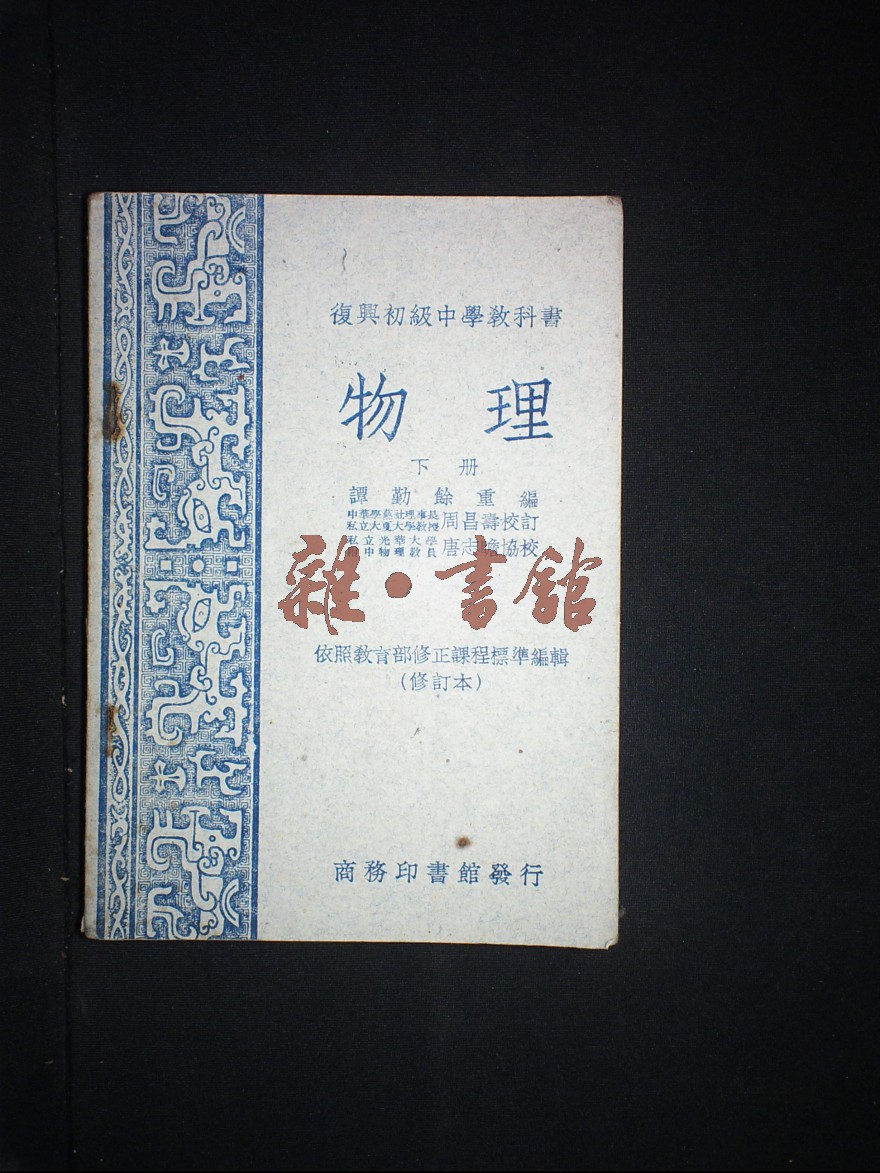 復興初級中學教科書
物理
下册
譚勤餘重編
中華學藝社理事長
私立大夏大學教授
周昌壽校訂
私立光華大學
附中物理教員
唐志瞻協校
雜·書館
依照教育部修正課程標準編輯
(修訂本)
商務印書館發行